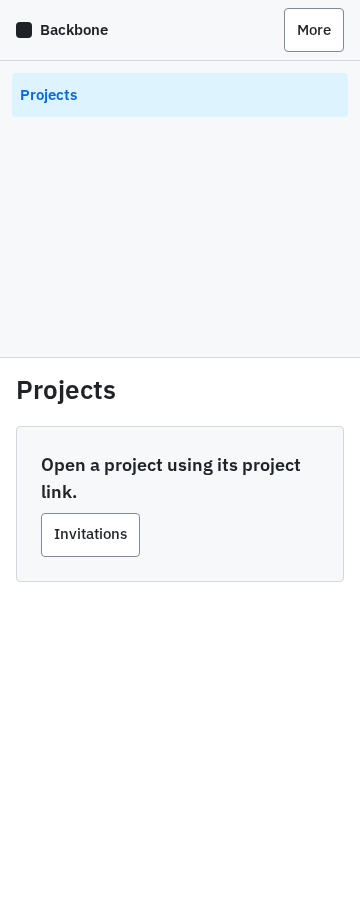 Backbone
More
Projects
Projects
Open a project using its project
link.
Invitations